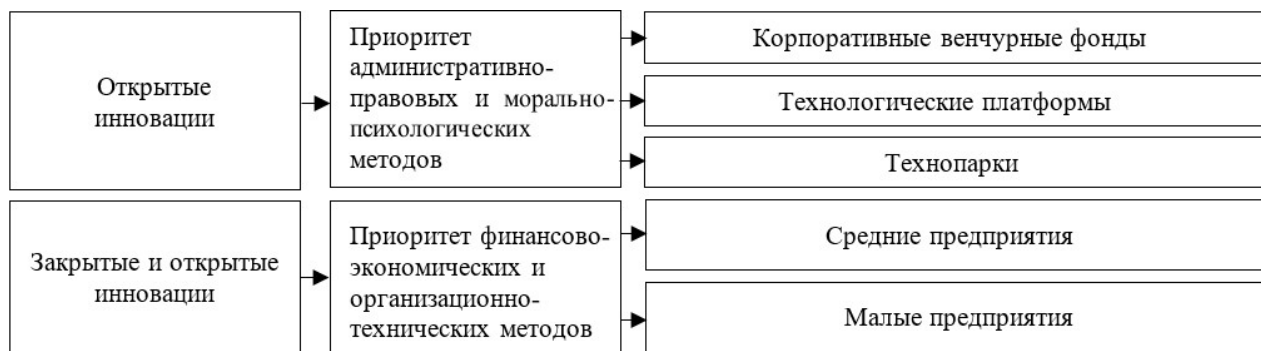 Открытые
инновации
Приоритет
административно-
правовых и морально-
психологических
методов
Корпоративные венчурные фонды
Технологические платформы
Технопарки
Закрытые и открытые
инновации
Приоритет финансово-
экономических и
организационно-
технических методов
Средние предприятия
Малые предприятия